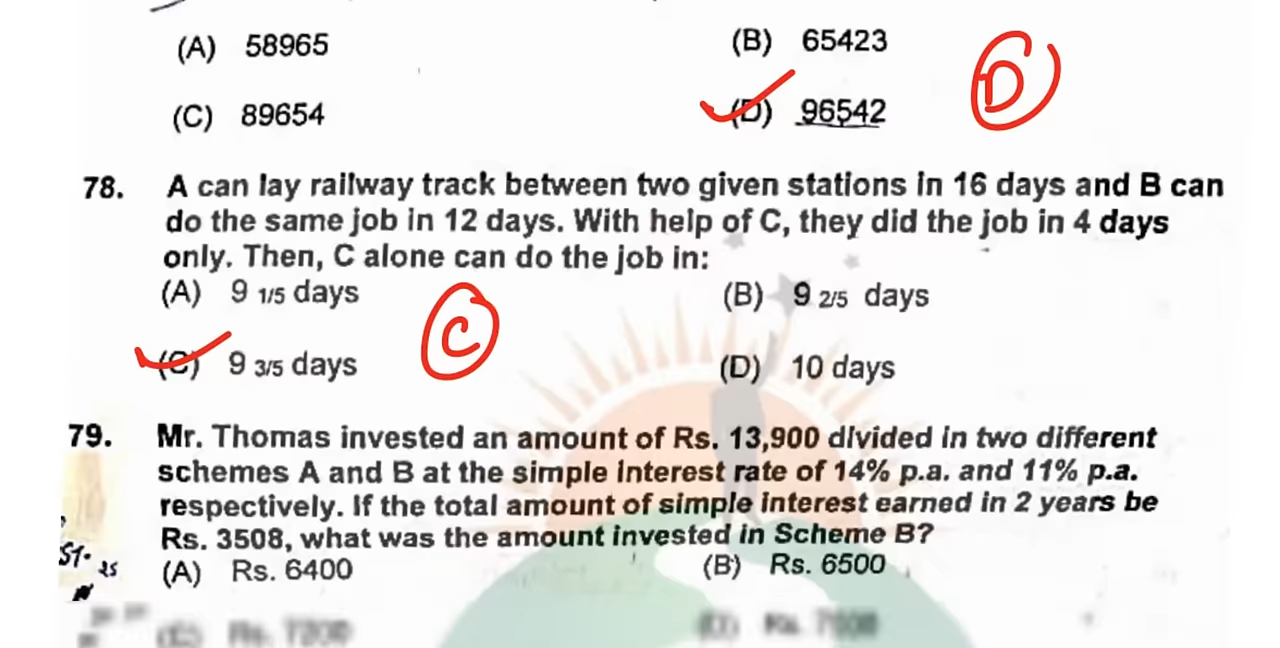 (A) 58965
(B) 65423
D
(C) 89654
(D) 96542
78. A can lay railway track between two given stations in 16 days and B can
do the same job in 12 days. With help of C, they did the job in 4 days
only. Then, C alone can do the job in:
(A) 9 1/5 days
(B) 9 2/5 days
C
(C) 9 3/5 days
(D) 10 days
79. Mr. Thomas invested an amount of Rs. 13,900 divided in two different
schemes A and B at the simple interest rate of 14% p.a. and 11% p.a.
respectively. If the total amount of simple interest earned in 2 years be
Rs. 3508, what was the amount invested in Scheme B?
(A) Rs. 6400
(B) Rs. 6500